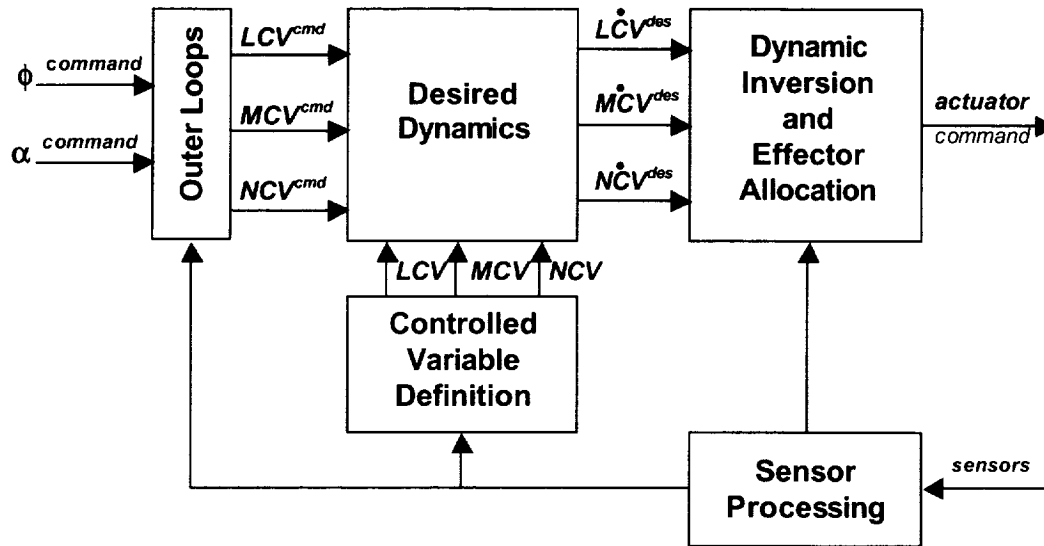 ϕ command
α command
Outer Loops
LCV^cmd
MCV^cmd
NCV^cmd
Desired
Dynamics
LĊV^des
MĊV^des
NĊV^des
Dynamic
Inversion
and
Effector
Allocation
actuator
command
LCV MCV NCV
Controlled
Variable
Definition
Sensor
Processing
sensors